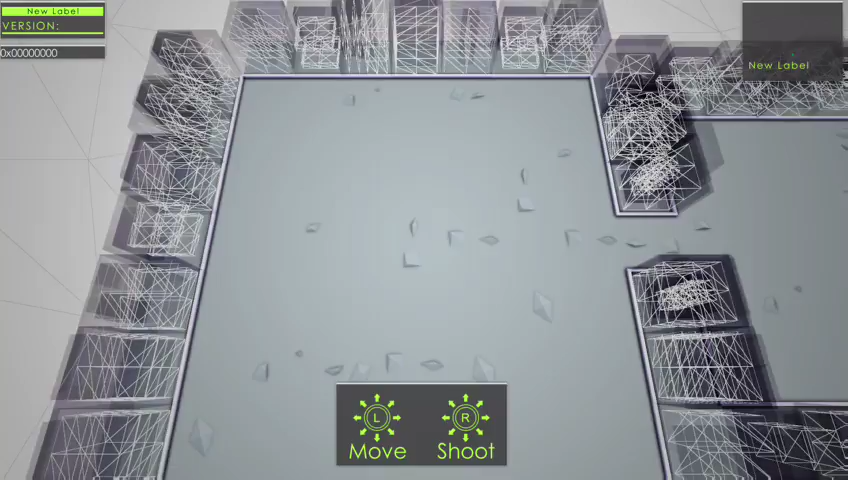 New Label
VERSION:
0x00000000
New Label
L R
Move Shoot